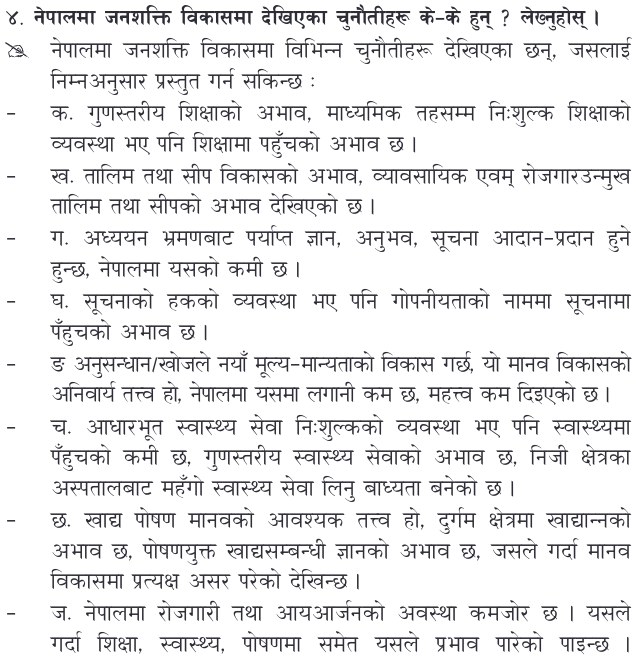 ४. नेपालमा जनशक्ति विकासमा देखिएका चुनौतीहरू के-के हुन् ? लेख्नुहोस् ।
नेपालमा जनशक्ति विकासमा विभिन्न चुनौतीहरू देखिएका छन्, जसलाई
निम्नअनुसार प्रस्तुत गर्न सकिन्छ :
- क. गुणस्तरीय शिक्षाको अभाव, माध्यमिक तहसम्म निःशुल्क शिक्षाको
व्यवस्था भए पनि शिक्षामा पहुँचको अभाव छ ।
- ख. तालिम तथा सीप विकासको अभाव, व्यावसायिक एवम् रोजगारउन्मुख
तालिम तथा सीपको अभाव देखिएको छ ।
- ग. अध्ययन भ्रमणबाट पर्याप्त ज्ञान, अनुभव, सूचना आदान-प्रदान हुने
हुन्छ, नेपालमा यसको कमी छ ।
- घ. सूचनाको हकको व्यवस्था भए पनि गोपनीयताको नाममा सूचनामा
पँहुचको अभाव छ ।
- ङ अनुसन्धान/खोजले नयाँ मूल्य-मान्यताको विकास गर्छ, यो मानव विकासको
अनिवार्य तत्त्व हो, नेपालमा यसमा लगानी कम छ, महत्त्व कम दिइएको छ ।
- च. आधारभूत स्वास्थ्य सेवा निःशुल्कको व्यवस्था भए पनि स्वास्थ्यमा
पँहुचको कमी छ, गुणस्तरीय स्वास्थ्य सेवाको अभाव छ, निजी क्षेत्रका
अस्पतालबाट महँगो स्वास्थ्य सेवा लिनु बाध्यता बनेको छ ।
- छ. खाद्य पोषण मानवको आवश्यक तत्त्व हो, दुर्गम क्षेत्रमा खाद्यान्नको
अभाव छ, पोषणयुक्त खाद्यसम्बन्धी ज्ञानको अभाव छ, जसले गर्दा मानव
विकासमा प्रत्यक्ष असर परेको देखिन्छ ।
- ज. नेपालमा रोजगारी तथा आयआर्जनको अवस्था कमजोर छ । यसले
गर्दा शिक्षा, स्वास्थ्य, पोषणमा समेत यसले प्रभाव पारेको पाइन्छ ।